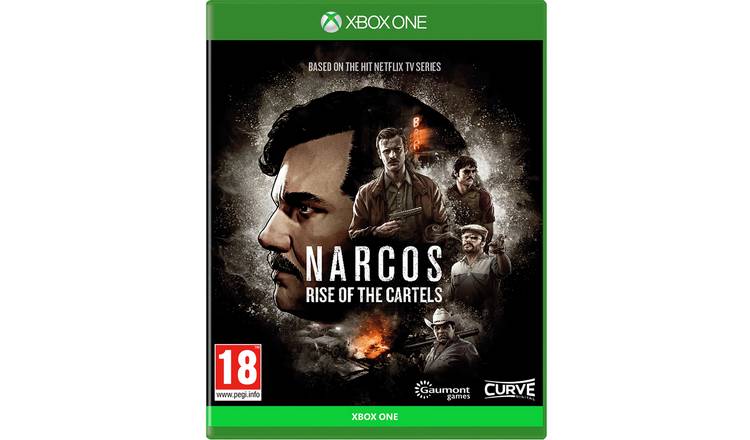 XBOX ONE
BASED ON THE HIT NETFLIX TV SERIES
NARCOS
RISE OF THE CARTELS
18
www.pegi.info
Gaumont
games
CURVE
DIGITAL
XBOX ONE